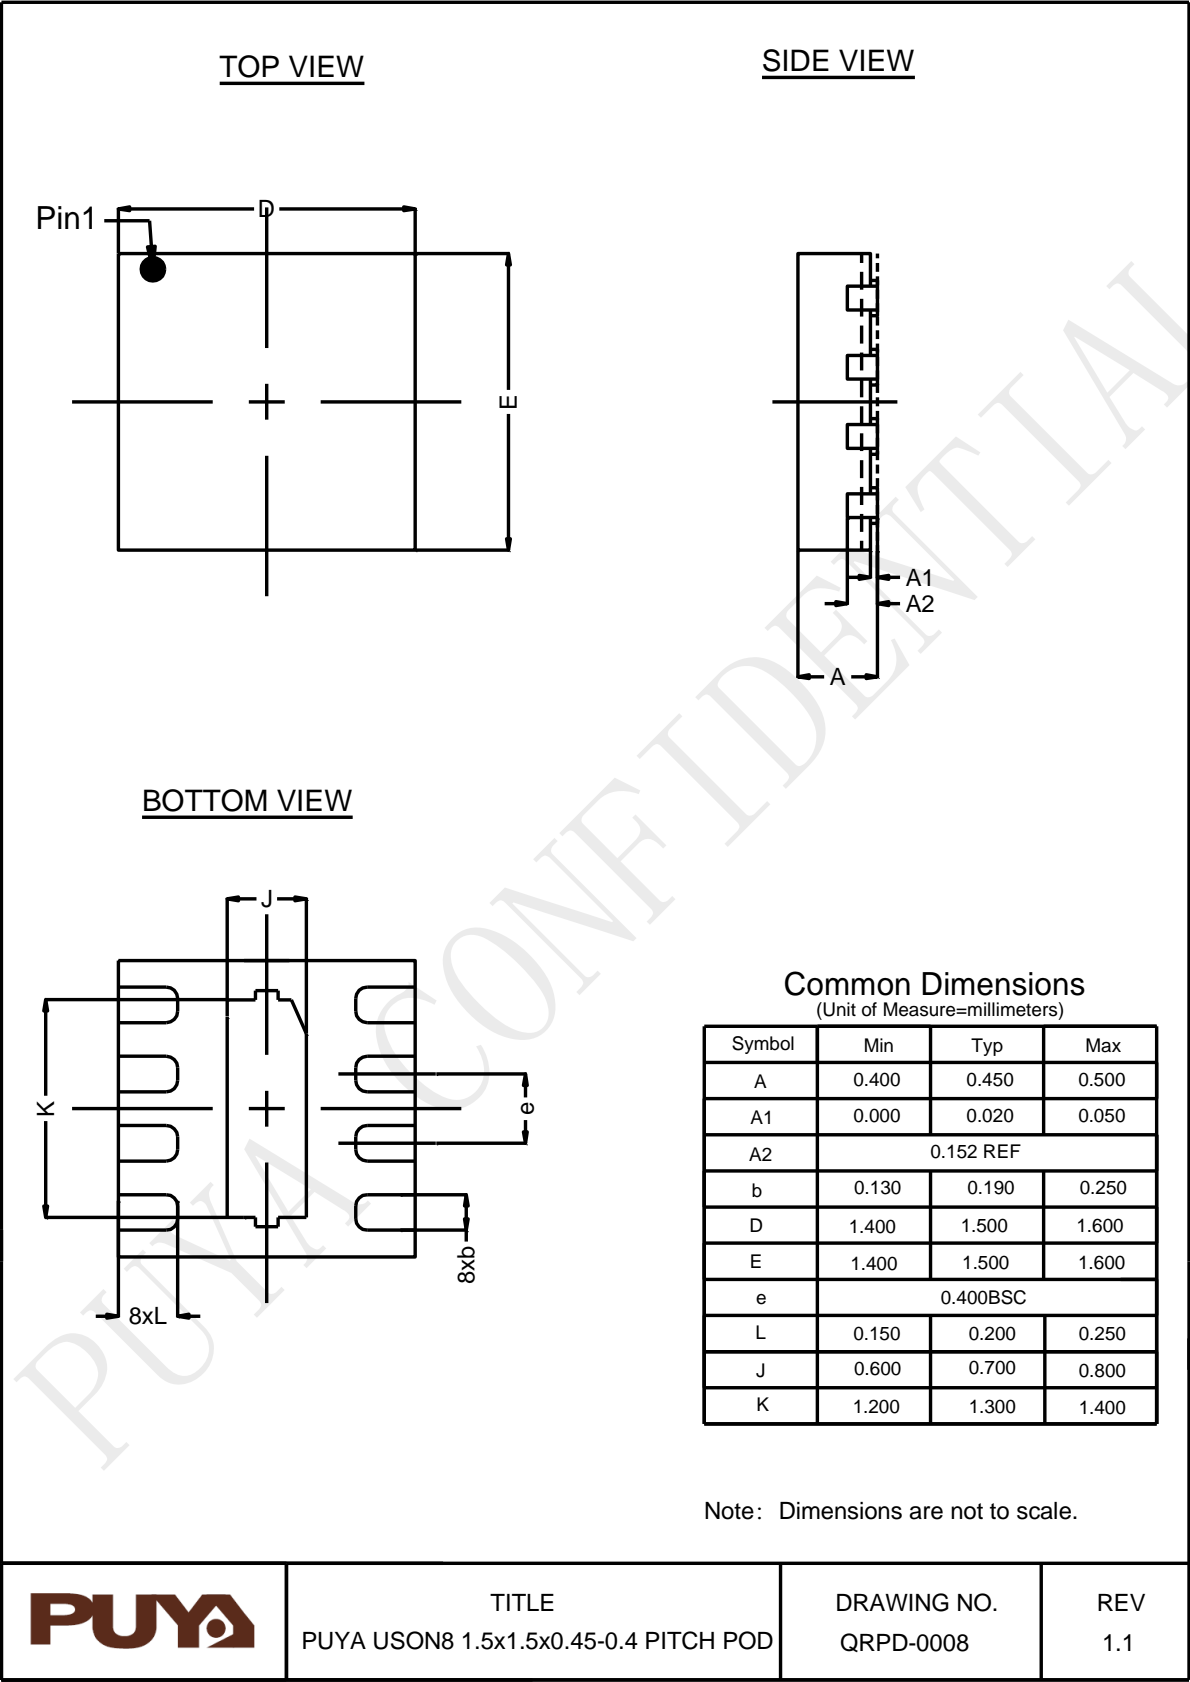 TOP VIEW
SIDE VIEW
Pin1
D
E
A1
A2
A
BOTTOM VIEW
J
K
e
8xb
8xL
Common Dimensions
(Unit of Measure=millimeters)
Symbol Min Typ Max
A 0.400 0.450 0.500
A1 0.000 0.020 0.050
A2 0.152 REF
b 0.130 0.190 0.250
D 1.400 1.500 1.600
E 1.400 1.500 1.600
e 0.400BSC
L 0.150 0.200 0.250
J 0.600 0.700 0.800
K 1.200 1.300 1.400
Note: Dimensions are not to scale.
PUYA CONFIDENTIAL
PUYA
TITLE
PUYA USON8 1.5x1.5x0.45-0.4 PITCH POD
DRAWING NO.
QRPD-0008
REV
1.1